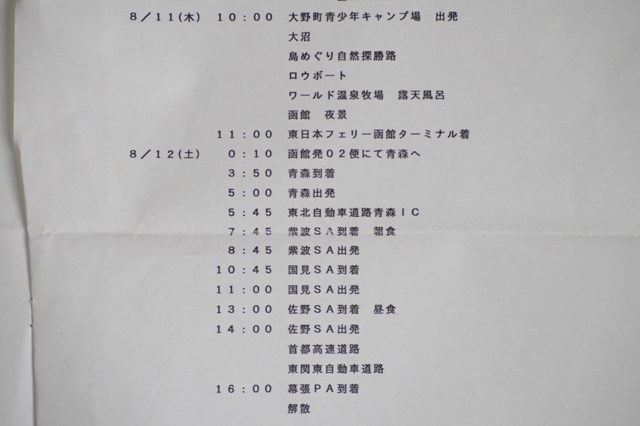 8／11(木) 10：00 大野町青少年キャンプ場 出発
大沼
島めぐり自然探勝路
ロウボート
ワールド温泉牧場 露天風呂
函館 夜景
11：00 東日本フェリー函館ターミナル着
8／12(土) 0：10 函館発02便にて青森へ
3：50 青森到着
5：00 青森出発
5：45 東北自動車道路青森IC
7：45 紫波SA到着 朝食
8：45 紫波SA出発
10：45 国見SA到着
11：00 国見SA出発
13：00 佐野SA到着 昼食
14：00 佐野SA出発
首都高速道路
東関東自動車道路
16：00 幕張PA到着
解散